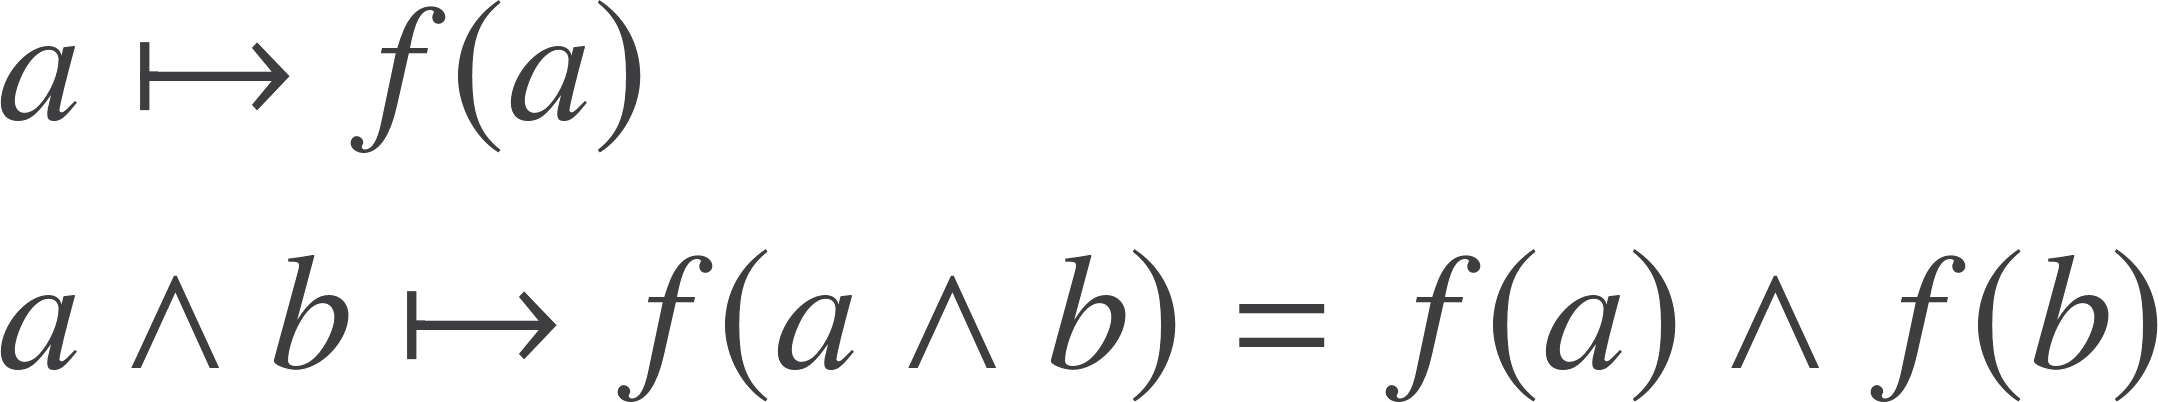 a ↦ f(a)
a ∧ b ↦ f(a ∧ b) = f(a) ∧ f(b)